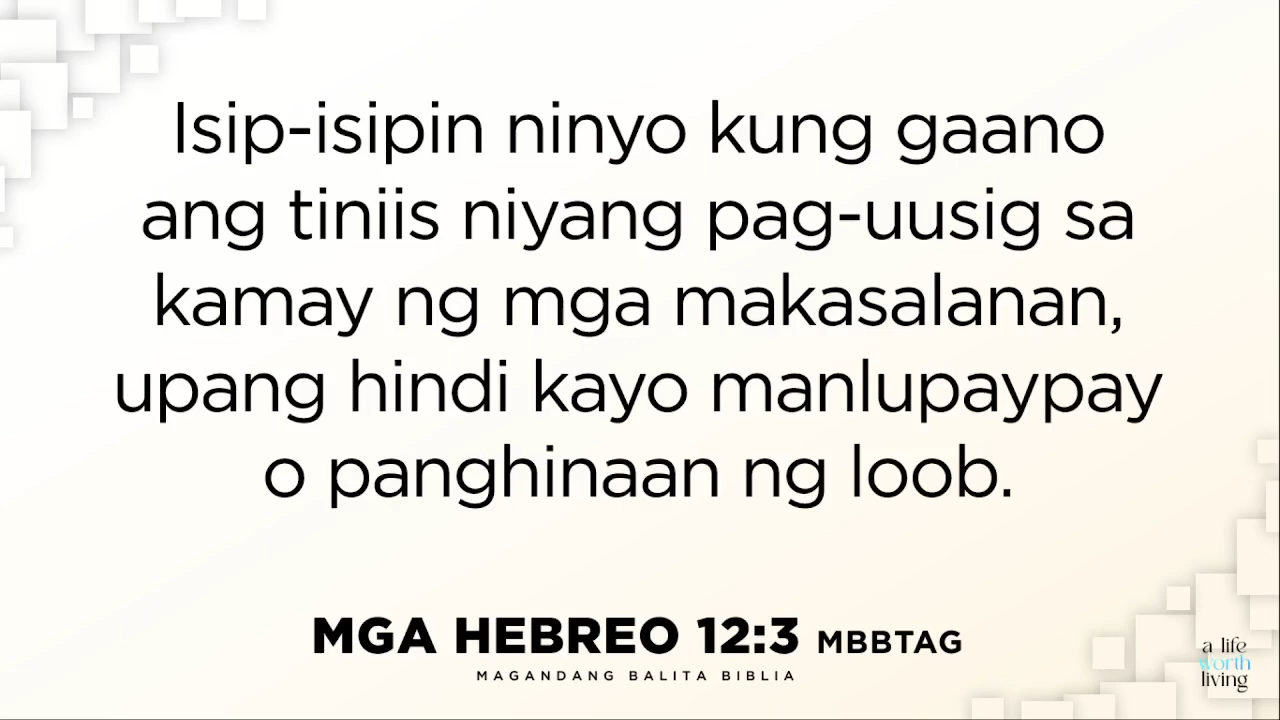 Isip-isipin ninyo kung gaano
ang tiniis niyang pag-uusig sa
kamay ng mga makasalanan,
upang hindi kayo manlupaypay
o panghinaan ng loob.
MGA HEBREO 12:3 MBBTAG
MAGANDANG BALITA BIBLIA
a life
worth
living